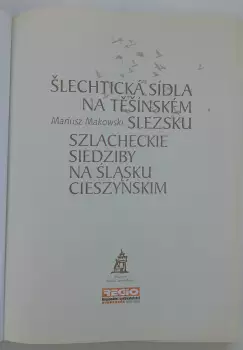 ŠLECHTICKÁ SÍDLA
NA TĚŠÍNSKÉM
Mariusz Makowski SLEZSKU
SZLACHECKIE
SIEDZIBY
NA ŚLĄSKU
CIESZYŃSKIM
REGIO